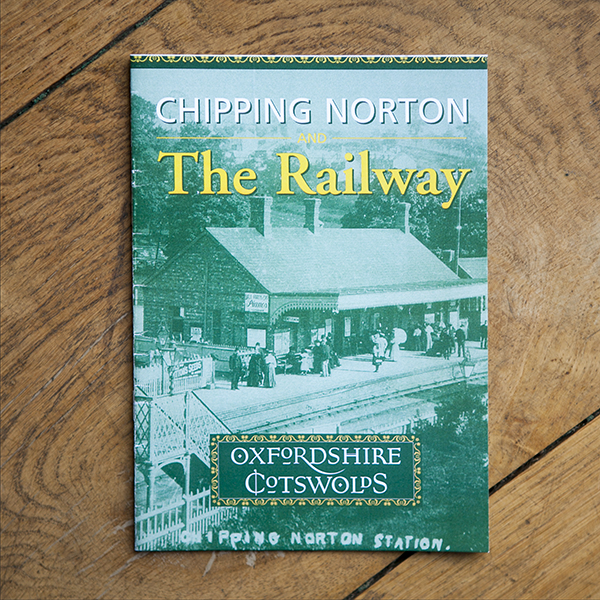 CHIPPING NORTON
AND
The Railway
OXFORDSHIRE
COTSWOLDS
CHIPPING NORTON STATION.